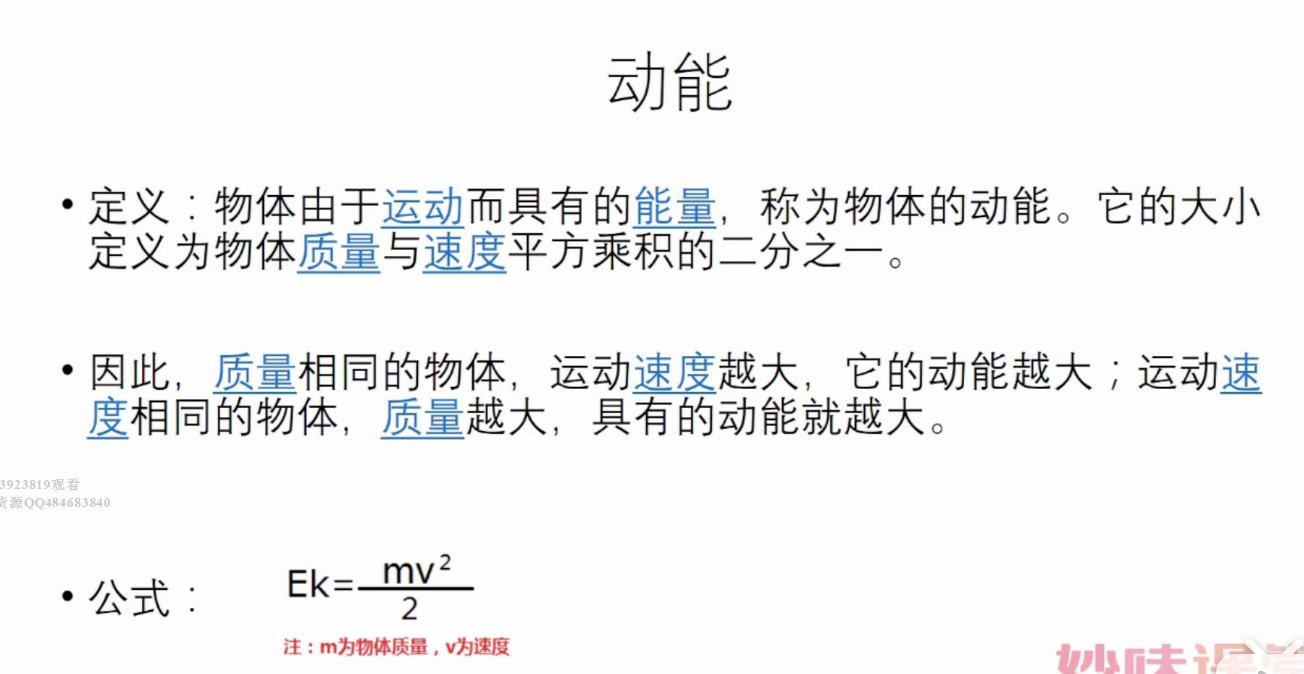 动能
• 定义：物体由于运动而具有的能量，称为物体的动能。它的大小
定义为物体质量与速度平方乘积的二分之一。
• 因此，质量相同的物体，运动速度越大，它的动能越大；运动速
度相同的物体，质量越大，具有的动能就越大。
3923819观看
货源QQ484683840
• 公式：
Ek=mv²/2
注：m为物体质量，v为速度
妙味课堂